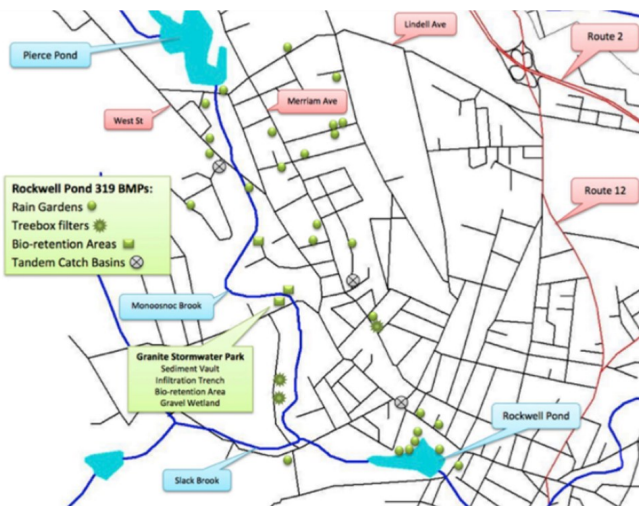 Lindell Ave
Pierce Pond
Route 2
Merriam Ave
West St
Rockwell Pond 319 BMPs:
Rain Gardens
Treebox filters
Bio-retention Areas
Tandem Catch Basins
Route 12
Monoosnoc Brook
Granite Stormwater Park
Sediment Vault
Infiltration Trench
Bio-retention Area
Gravel Wetland
Rockwell Pond
Slack Brook